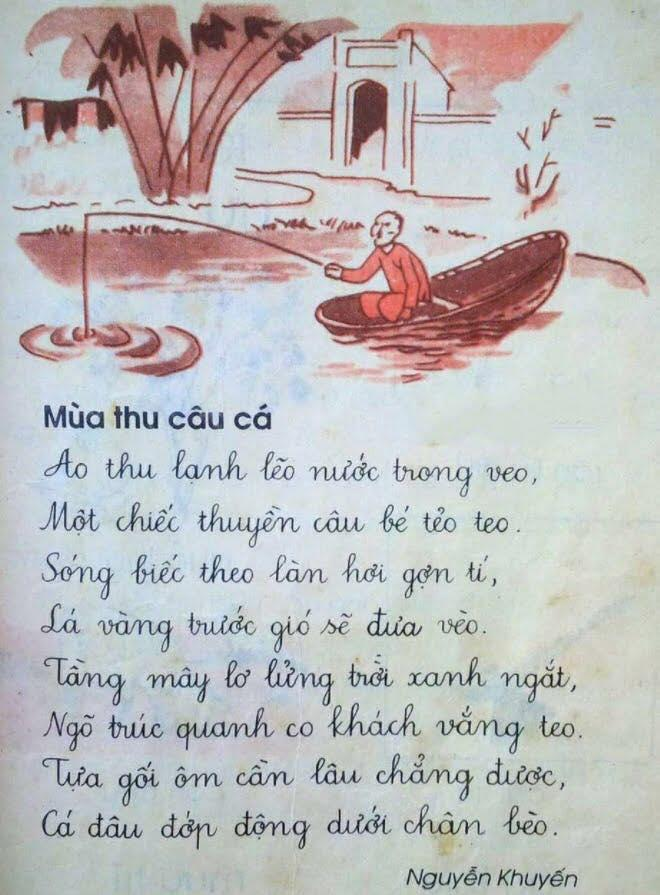 Mùa thu câu cá
Ao thu lạnh lẽo nước trong veo,
Một chiếc thuyền câu bé tẻo teo.
Sóng biếc theo làn hơi gợn tí,
Lá vàng trước gió sẽ đưa vèo.
Tầng mây lơ lửng trời xanh ngắt,
Ngõ trúc quanh co khách vắng teo.
Tựa gối ôm cần lâu chẳng được,
Cá đâu đớp động dưới chân bèo.
Nguyễn Khuyến